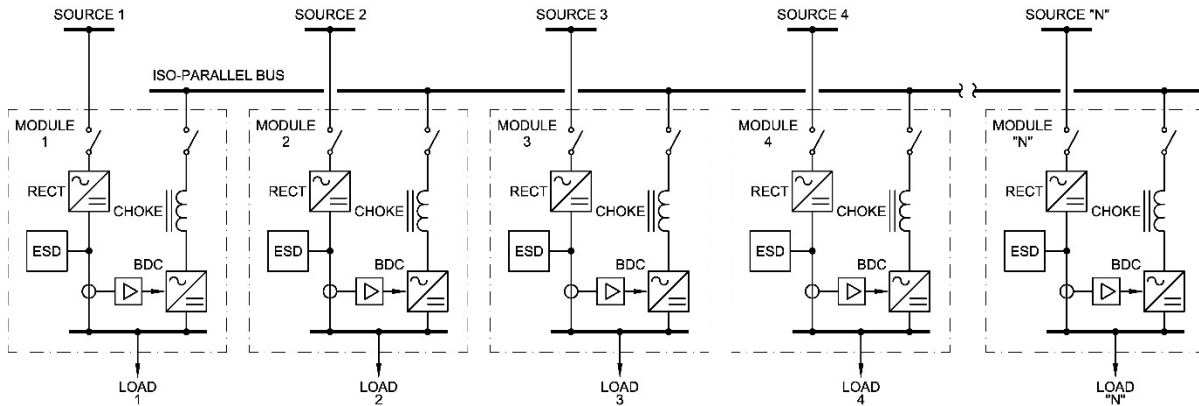 SOURCE 1
SOURCE 2
SOURCE 3
SOURCE 4
SOURCE "N"
ISO-PARALLEL BUS
MODULE
1
RECT
CHOKE
ESD
BDC
LOAD
1
MODULE
2
RECT
CHOKE
ESD
BDC
LOAD
2
MODULE
3
RECT
CHOKE
ESD
BDC
LOAD
3
MODULE
4
RECT
CHOKE
ESD
BDC
LOAD
4
MODULE
"N"
RECT
CHOKE
ESD
BDC
LOAD
"N"